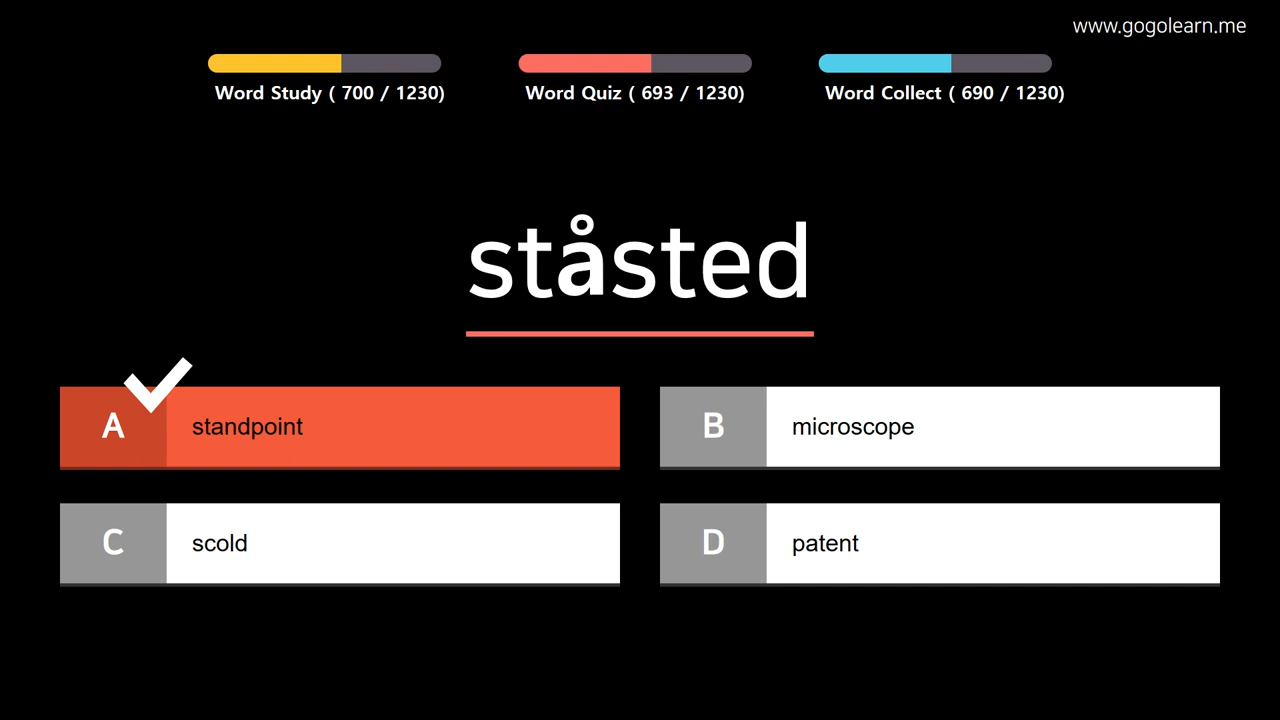 www.gogolearn.me
Word Study ( 700 / 1230)
Word Quiz ( 693 / 1230)
Word Collect ( 690 / 1230)
ståsted
A standpoint
B microscope
C scold
D patent